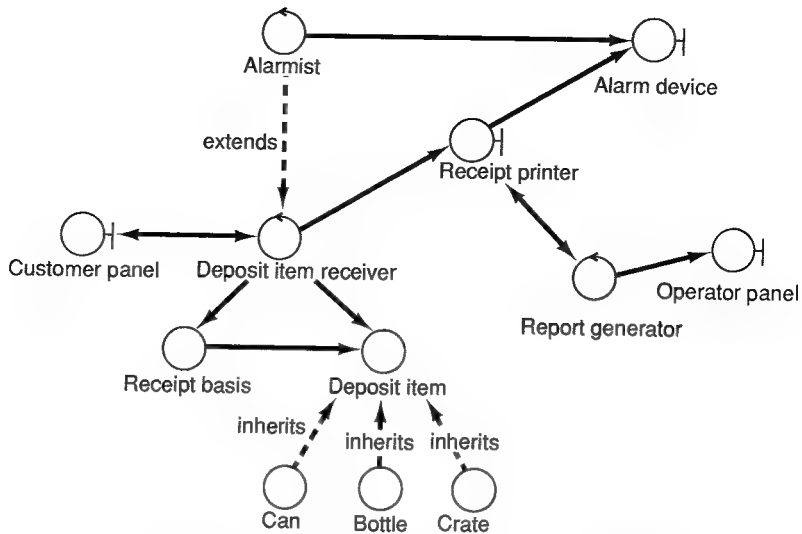 Alarmist
Alarm device
extends
Receipt printer
Customer panel
Deposit item receiver
Operator panel
Report generator
Receipt basis
Deposit item
inherits
inherits
inherits
Can
Bottle
Crate